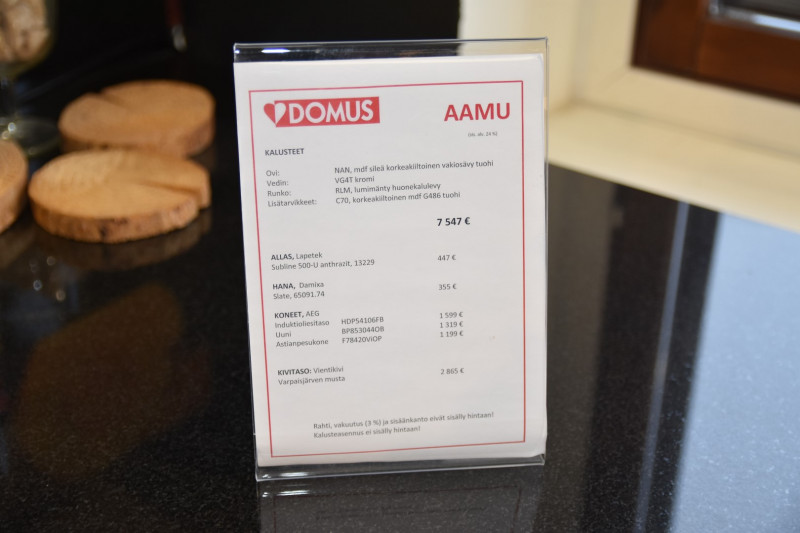 DOMUS
AAMU
(sis. alv. 24 %)
KALUSTEET
Ovi: NAN, mdf sileä korkeakiiltoinen vakiosävy tuohi
Vedin: VG4T kromi
Runko: RLM, lumimänty huonekalulevy
Lisätarvikkeet: C70, korkeakiiltoinen mdf G486 tuohi
7 547 €
ALLAS, Lapetek 447 €
Subline 500-U anthrazit, 13229
HANA, Damixa 355 €
Slate, 65091.74
KONEET, AEG
Induktioliesitaso HDP54106FB 1 599 €
Uuni BP853044OB 1 319 €
Astianpesukone F78420VIOP 1 199 €
KIVITASO: Vientikivi 2 865 €
Varpaisjärven musta
Rahti, vakuutus (3 %) ja sisäänkanto eivät sisälly hintaan!
Kalusteasennus ei sisälly hintaan!